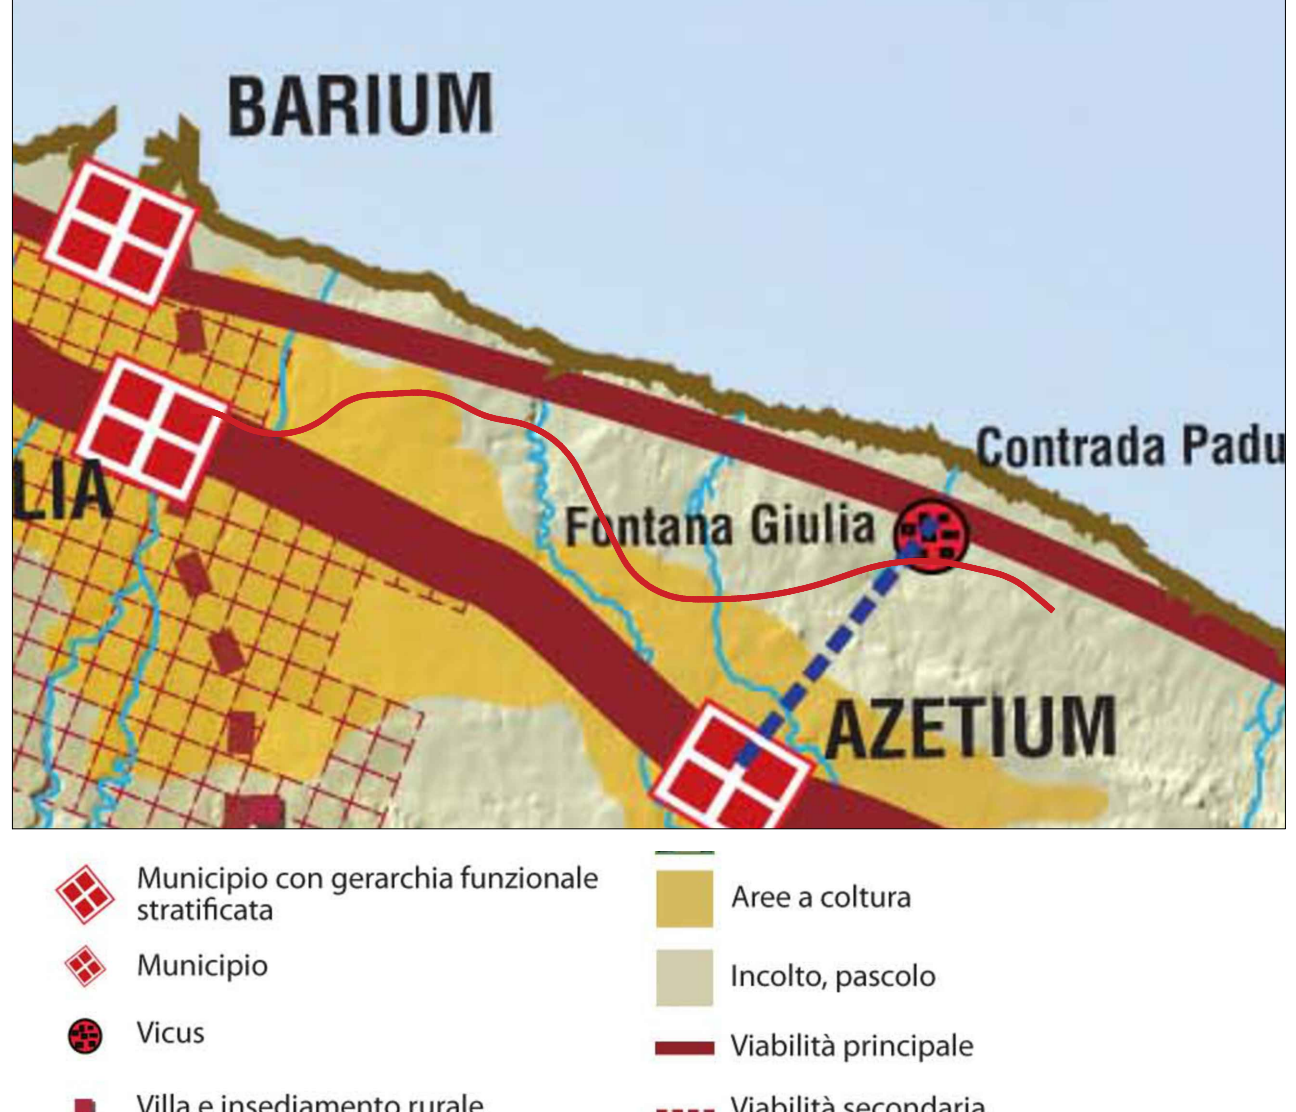 BARIUM
Contrada Padu
LIA
Fontana Giulia
AZETIUM
Municipio con gerarchia funzionale
stratificata
Municipio
Vicus
Villa e insediamento rurale
Aree a coltura
Incolto, pascolo
Viabilità principale
Viabilità secondaria